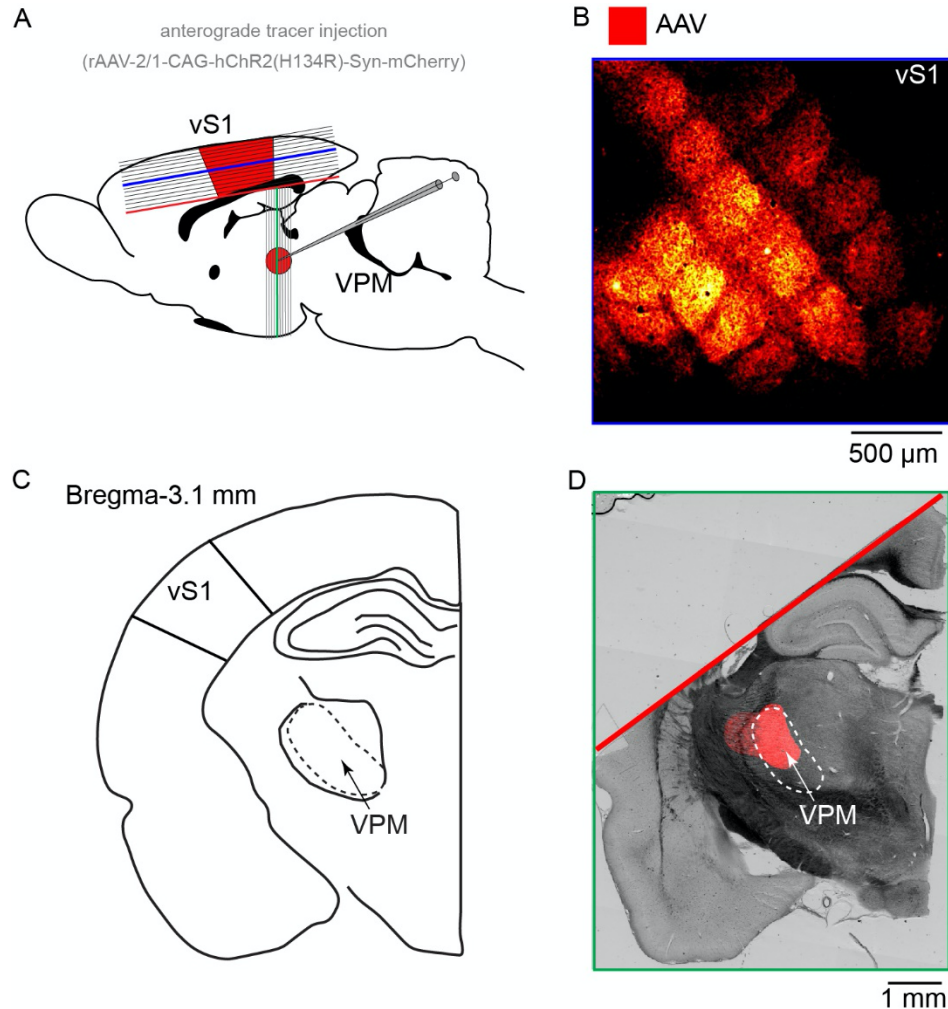 A
anterograde tracer injection
(rAAV-2/1-CAG-hChR2(H134R)-Syn-mCherry)
vS1
VPM
B
AAV
vS1
500 µm
C
Bregma-3.1 mm
vS1
VPM
D
VPM
1 mm